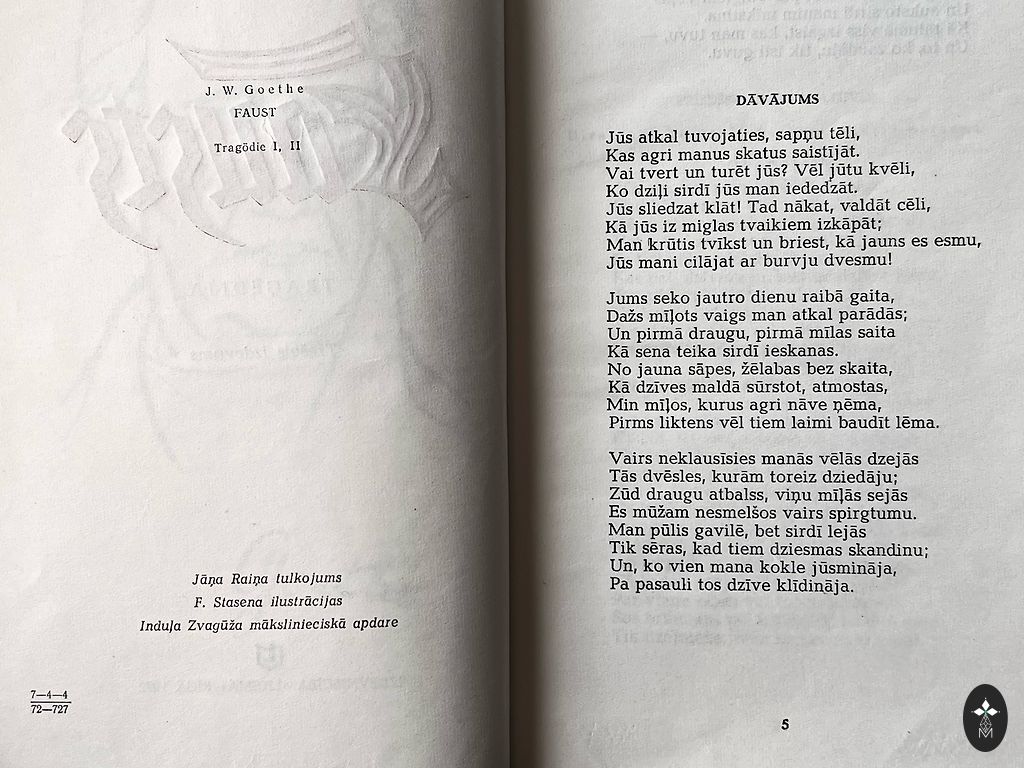 J. W. Goethe
FAUST
Tragödie I, II
Jāņa Raiņa tulkojums
F. Stasena ilustrācijas
Induļa Zvagūža mākslinieciskā apdare
7—4—4
72—727
DĀVĀJUMS
Jūs atkal tuvojaties, sapņu tēli,
Kas agri manus skatus saistījāt.
Vai tvert un turēt jūs? Vēl jūtu kvēli,
Ko dziļi sirdī jūs man iededzāt.
Jūs sliedzat klāt! Tad nākat, valdāt cēli,
Kā jūs iz miglas tvaikiem izkāpāt;
Man krūtis tvīkst un briest, kā jauns es esmu,
Jūs mani cilājat ar burvju dvesmu!
Jums seko jautro dienu raibā gaita,
Dažs mīļots vaigs man atkal parādās;
Un pirmā draugu, pirmā mīlas saita
Kā sena teika sirdī ieskanas.
No jauna sāpes, žēlabas bez skaita,
Kā dzīves maldā sūrstot, atmostas,
Min mīļos, kurus agri nāve ņēma,
Pirms liktens vēl tiem laimi baudīt lēma.
Vairs neklausīsies manās vēlās dzejās
Tās dvēsles, kurām toreiz dziedāju;
Zūd draugu atbalss, viņu mīļās sejās
Es mūžam nesmelšos vairs spirgtumu.
Man pūlis gavilē, bet sirdī lejās
Tik sēras, kad tiem dziesmas skandinu;
Un, ko vien mana kokle jūsmināja,
Pa pasauli tos dzīve klīdināja.
5
M